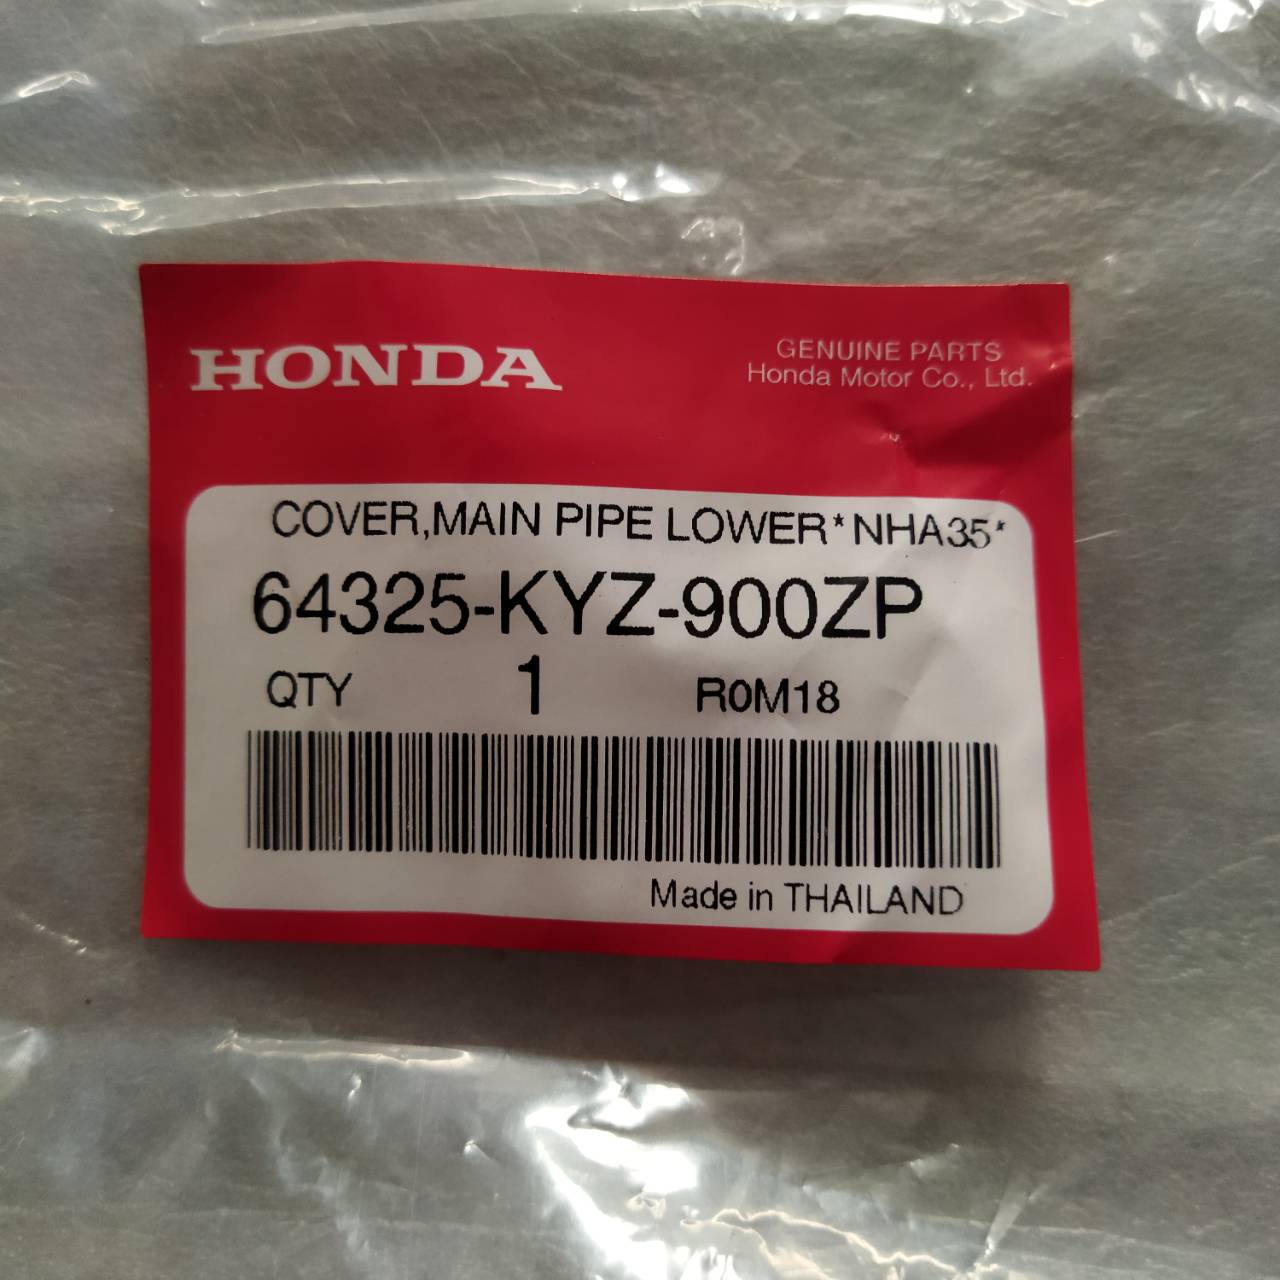 HONDA
GENUINE PARTS
Honda Motor Co., Ltd.
COVER,MAIN PIPE LOWER*NHA35*
64325-KYZ-900ZP
QTY 1 R0M18
Made in THAILAND